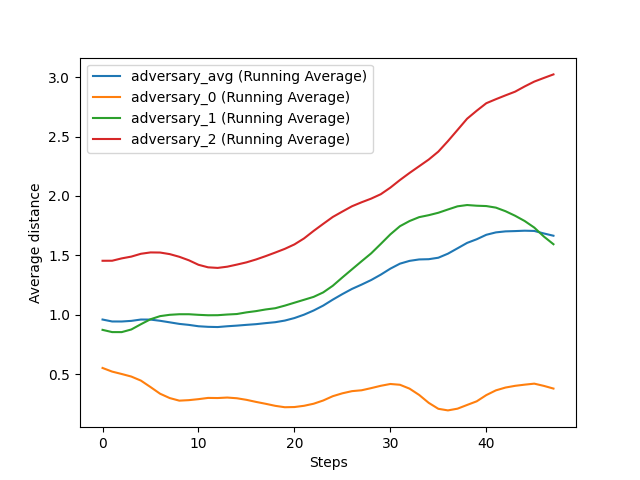 adversary_avg (Running Average)
adversary_0 (Running Average)
adversary_1 (Running Average)
adversary_2 (Running Average)
3.0
2.5
2.0
1.5
1.0
0.5
Average distance
0 10 20 30 40
Steps